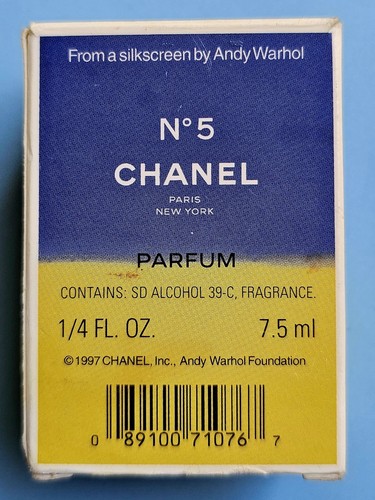 From a silkscreen by Andy Warhol
N° 5
CHANEL
PARIS
NEW YORK
PARFUM
CONTAINS: SD ALCOHOL 39-C, FRAGRANCE.
1/4 FL. OZ. 7.5 ml
©1997 CHANEL, Inc., Andy Warhol Foundation
0 89100 71076 7